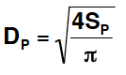 D_P = √(4S_P / π)